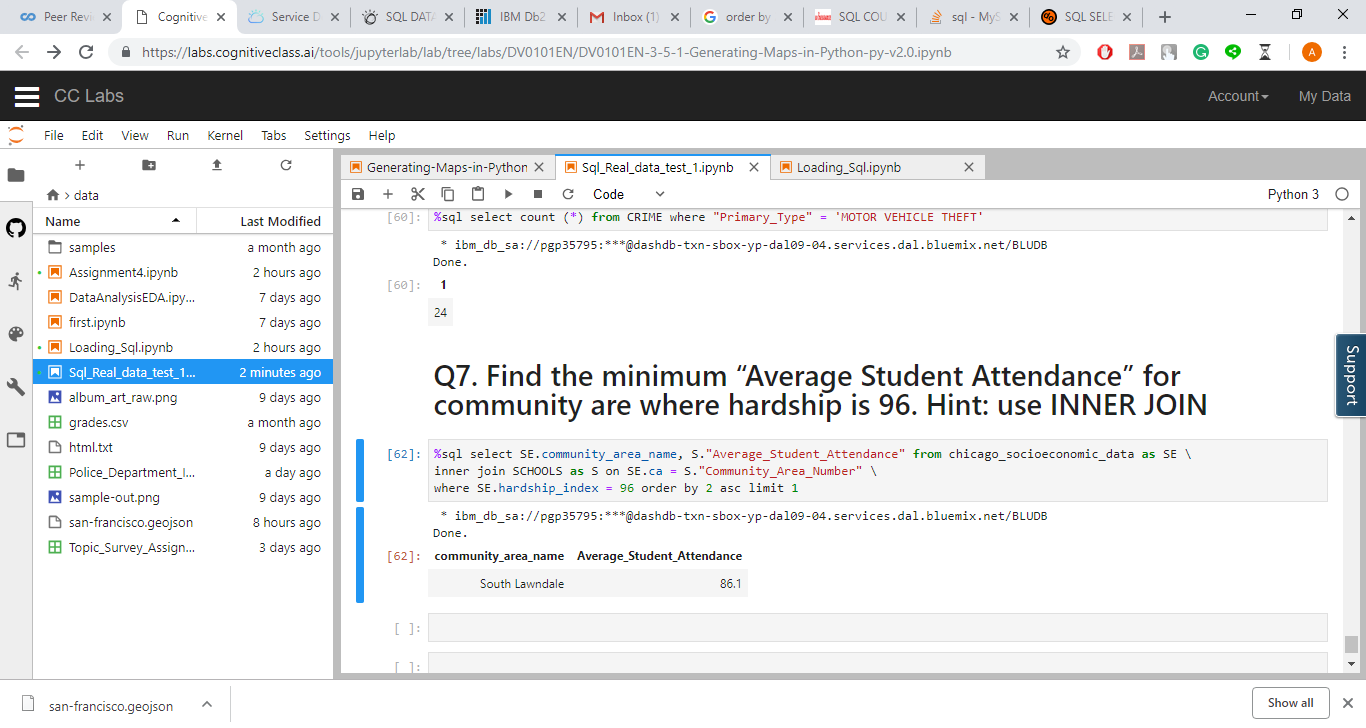 Peer Revi
Cognitive
Service D
SQL DATA
IBM Db2
Inbox (1)
order by
SQL COU
sql - MyS
SQL SELE
https://labs.cognitiveclass.ai/tools/jupyterlab/lab/tree/labs/DV0101EN/DV0101EN-3-5-1-Generating-Maps-in-Python-py-v2.0.ipynb
A
CC Labs
Account
My Data
File Edit View Run Kernel Tabs Settings Help
Generating-Maps-in-Python
Sql_Real_data_test_1.ipynb
Loading_Sql.ipynb
Code
Python 3
data
Name Last Modified
samples a month ago
Assignment4.ipynb 2 hours ago
DataAnalysisEDA.ipy... 7 days ago
first.ipynb 7 days ago
Loading_Sql.ipynb 2 hours ago
Sql_Real_data_test_1... 2 minutes ago
album_art_raw.png 9 days ago
grades.csv a month ago
html.txt 9 days ago
Police_Department_I... a day ago
sample-out.png 9 days ago
san-francisco.geojson 8 hours ago
Topic_Survey_Assign... 3 days ago
[60]: %sql select count (*) from CRIME where "Primary_Type" = 'MOTOR VEHICLE THEFT'
* ibm_db_sa://pgp35795:***@dashdb-txn-sbox-yp-dal09-04.services.dal.bluemix.net/BLUDB
Done.
[60]: 1
24
Q7. Find the minimum “Average Student Attendance” for
community are where hardship is 96. Hint: use INNER JOIN
[62]: %sql select SE.community_area_name, S."Average_Student_Attendance" from chicago_socioeconomic_data as SE \
inner join SCHOOLS as S on SE.ca = S."Community_Area_Number" \
where SE.hardship_index = 96 order by 2 asc limit 1
* ibm_db_sa://pgp35795:***@dashdb-txn-sbox-yp-dal09-04.services.dal.bluemix.net/BLUDB
Done.
[62]: community_area_name Average_Student_Attendance
South Lawndale 86.1
[ ]:
[ ]:
Support
san-francisco.geojson
Show all